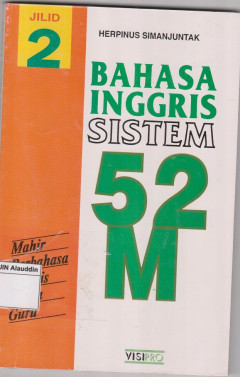 JILID
2
HERPINUS SIMANJUNTAK
BAHASA
INGGRIS
SISTEM
52
M
Mahir
UIN Alauddin
Guru
VISIPRO